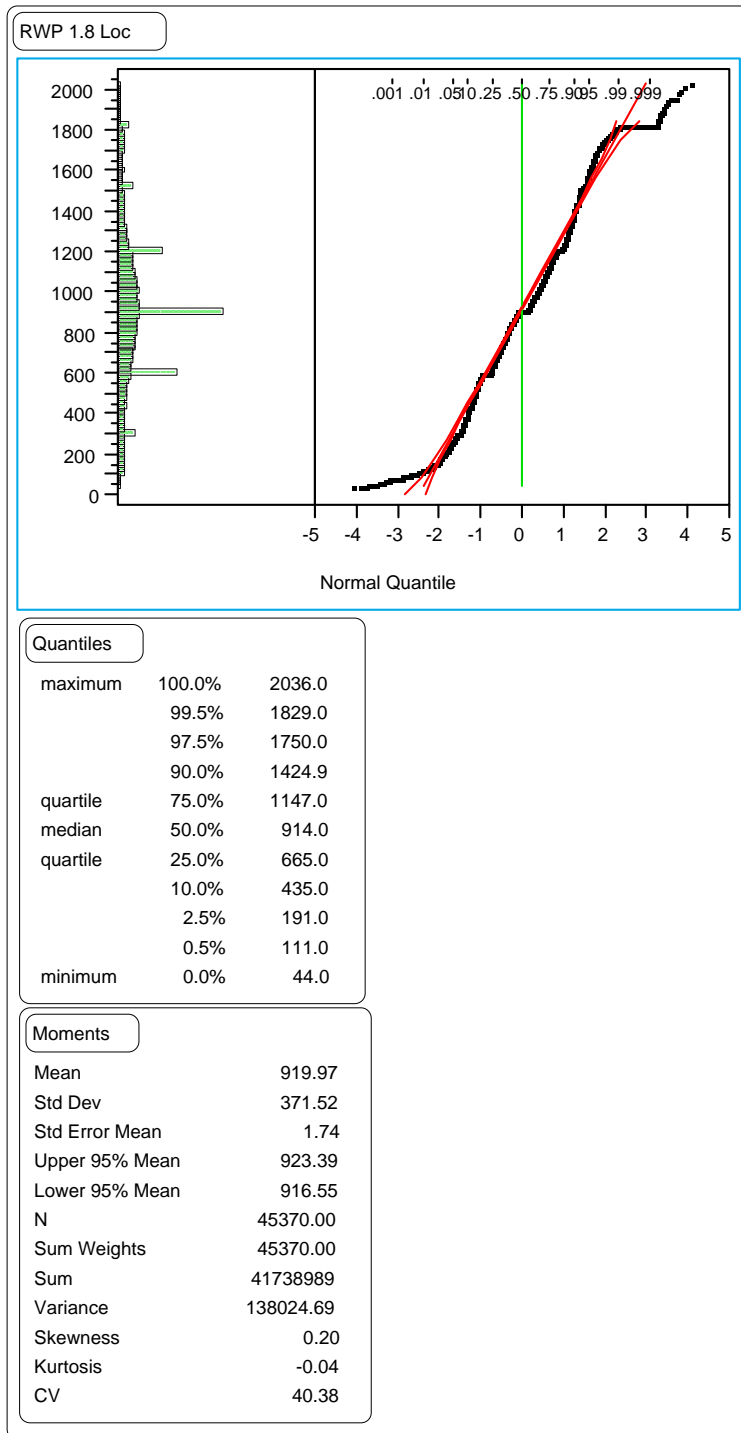 RWP 1.8 Loc
.001 .01 .05 .10 .25 .50 .75 .90 .95 .99 .999
2000
1800
1600
1400
1200
1000
800
600
400
200
0
-5 -4 -3 -2 -1 0 1 2 3 4 5
Normal Quantile
Quantiles
maximum 100.0% 2036.0
99.5% 1829.0
97.5% 1750.0
90.0% 1424.9
quartile 75.0% 1147.0
median 50.0% 914.0
quartile 25.0% 665.0
10.0% 435.0
2.5% 191.0
0.5% 111.0
minimum 0.0% 44.0
Moments
Mean 919.97
Std Dev 371.52
Std Error Mean 1.74
Upper 95% Mean 923.39
Lower 95% Mean 916.55
N 45370.00
Sum Weights 45370.00
Sum 41738989
Variance 138024.69
Skewness 0.20
Kurtosis -0.04
CV 40.38